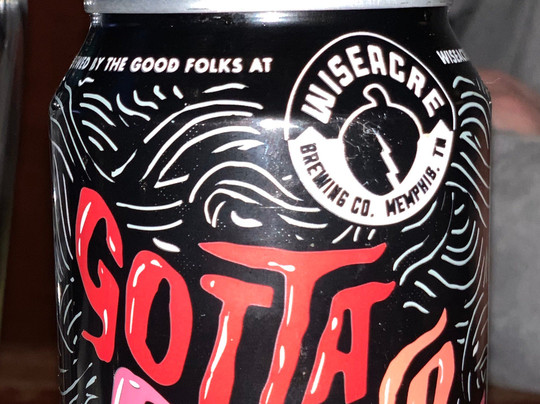 BY THE GOOD FOLKS AT
WISEACRE
BREWING CO. MEMPHIS, TN
GOTTA